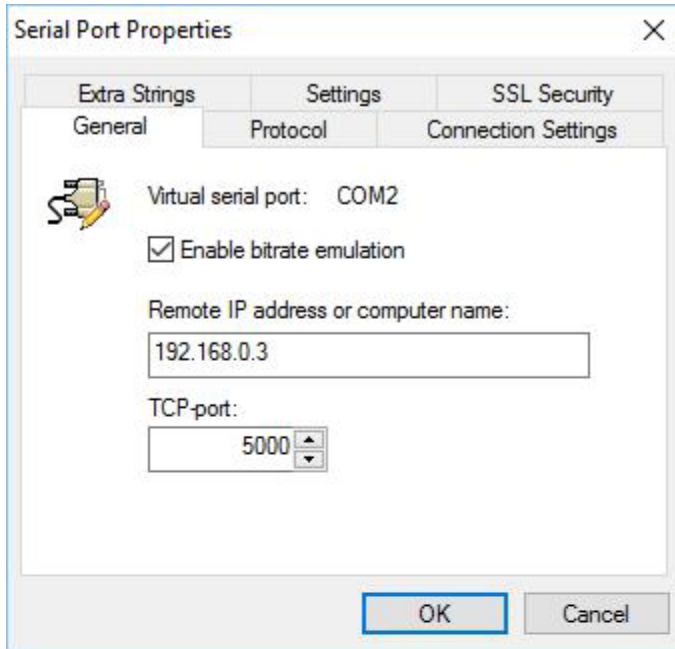 Serial Port Properties
Extra Strings Settings SSL Security
General Protocol Connection Settings
Virtual serial port: COM2
Enable bitrate emulation
Remote IP address or computer name:
192.168.0.3
TCP-port:
5000
OK Cancel